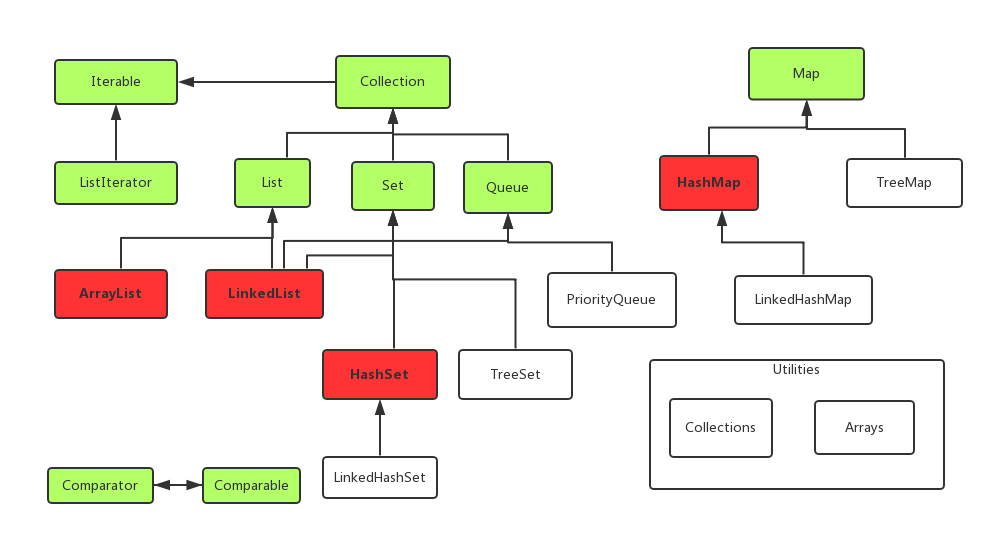 Iterable
Collection
Map
ListIterator
List
Set
Queue
HashMap
TreeMap
ArrayList
LinkedList
PriorityQueue
LinkedHashMap
HashSet
TreeSet
Utilities
Collections
Arrays
LinkedHashSet
Comparator
Comparable